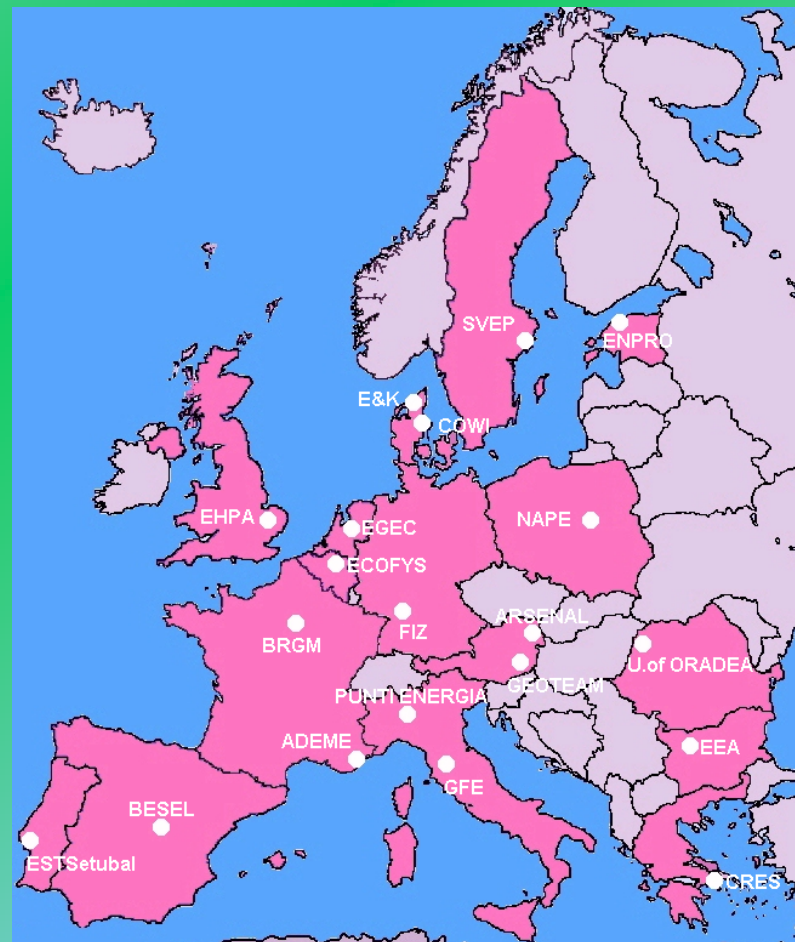 SVEP
ENPRO
E&K
COWI
EHPA
EGEC
NAPE
ECOFYS
ARSENAL
BRGM
FIZ
U.of ORADEA
GEOTEAM
PUNTI ENERGIA
ADEME
EEA
GFE
BESEL
ESTSetubal
CRES